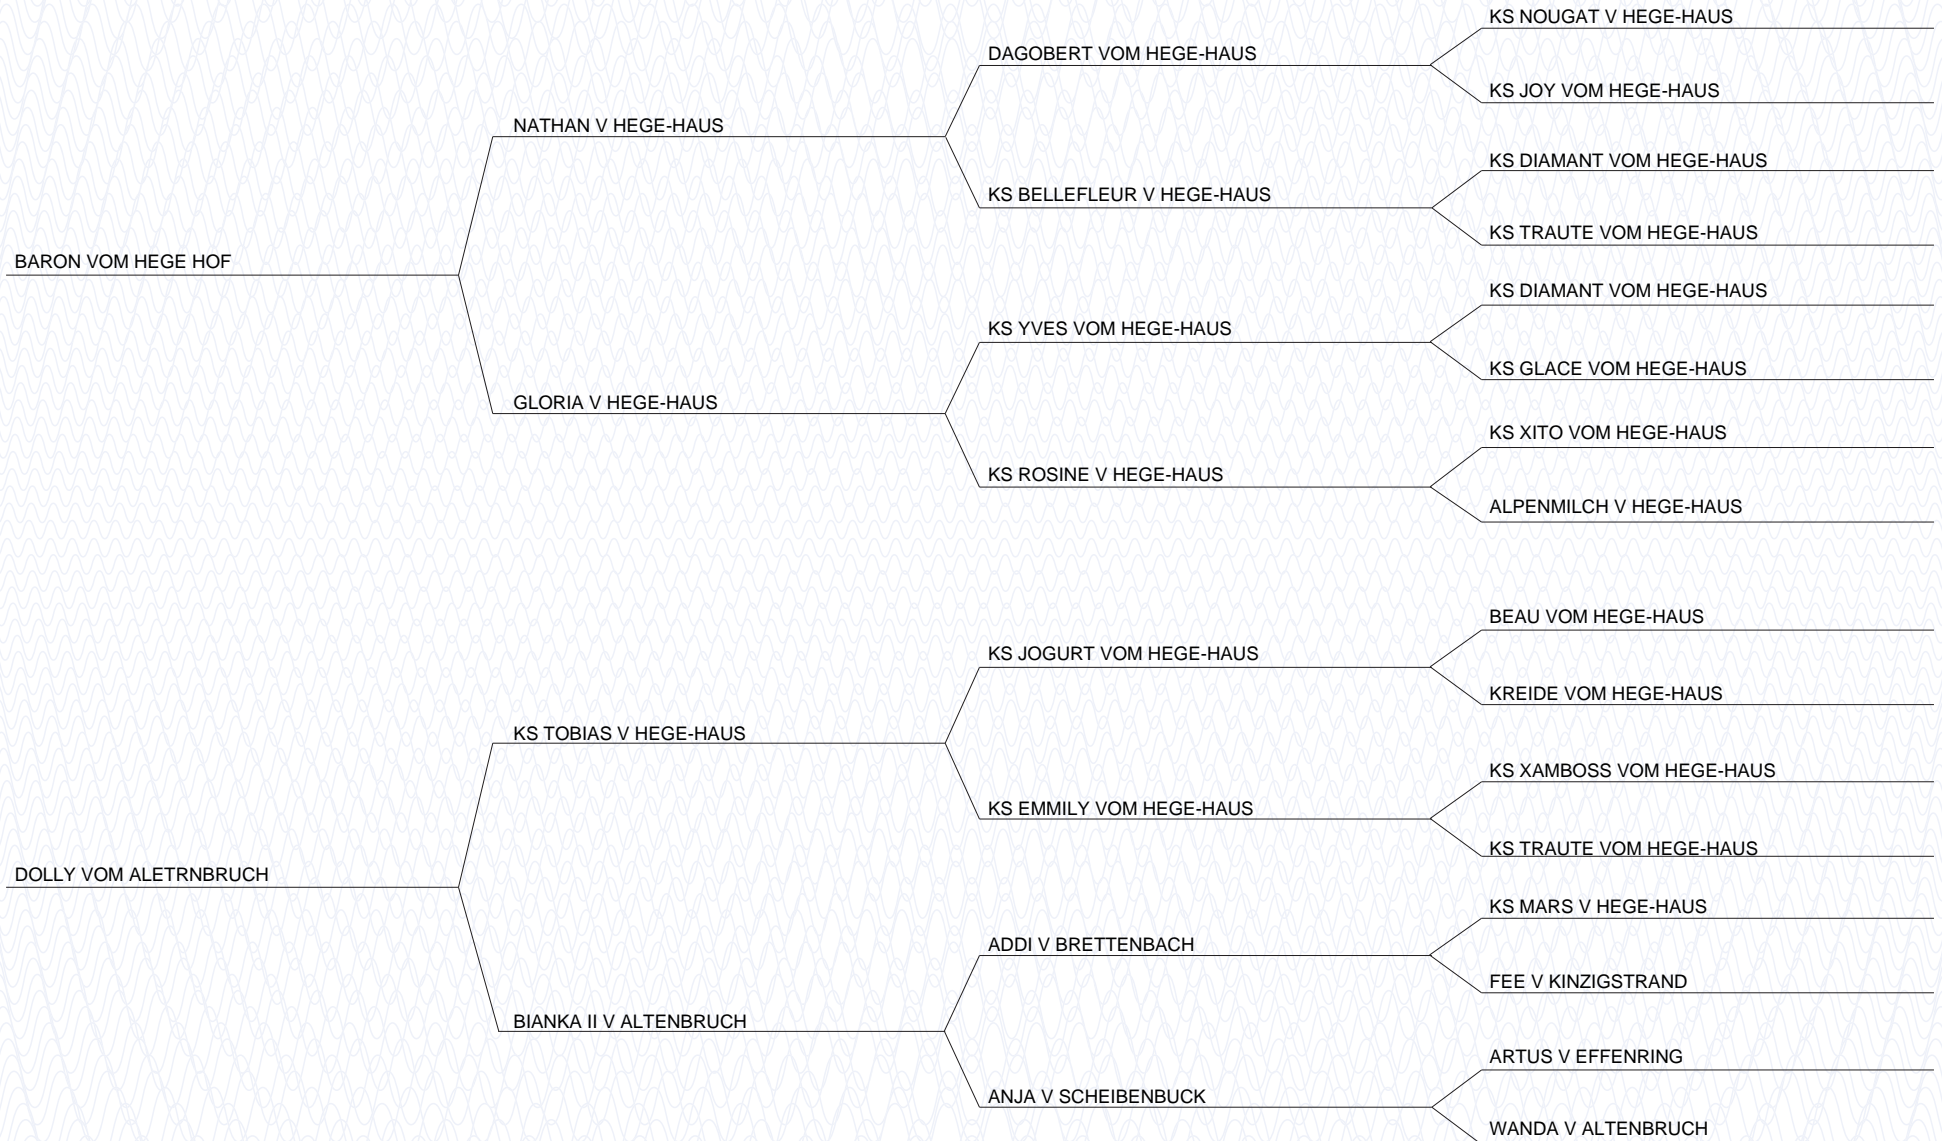 KS NOUGAT V HEGE-HAUS
DAGOBERT VOM HEGE-HAUS
KS JOY VOM HEGE-HAUS
NATHAN V HEGE-HAUS
KS DIAMANT VOM HEGE-HAUS
KS BELLEFLEUR V HEGE-HAUS
KS TRAUTE VOM HEGE-HAUS
BARON VOM HEGE HOF
KS DIAMANT VOM HEGE-HAUS
KS YVES VOM HEGE-HAUS
KS GLACE VOM HEGE-HAUS
GLORIA V HEGE-HAUS
KS XITO VOM HEGE-HAUS
KS ROSINE V HEGE-HAUS
ALPENMILCH V HEGE-HAUS
BEAU VOM HEGE-HAUS
KS JOGURT VOM HEGE-HAUS
KREIDE VOM HEGE-HAUS
KS TOBIAS V HEGE-HAUS
KS XAMBOSS VOM HEGE-HAUS
KS EMMILY VOM HEGE-HAUS
KS TRAUTE VOM HEGE-HAUS
DOLLY VOM ALETRNBRUCH
KS MARS V HEGE-HAUS
ADDI V BRETTENBACH
FEE V KINZIGSTRAND
BIANKA II V ALTENBRUCH
ARTUS V EFFENRING
ANJA V SCHEIBENBUCK
WANDA V ALTENBRUCH